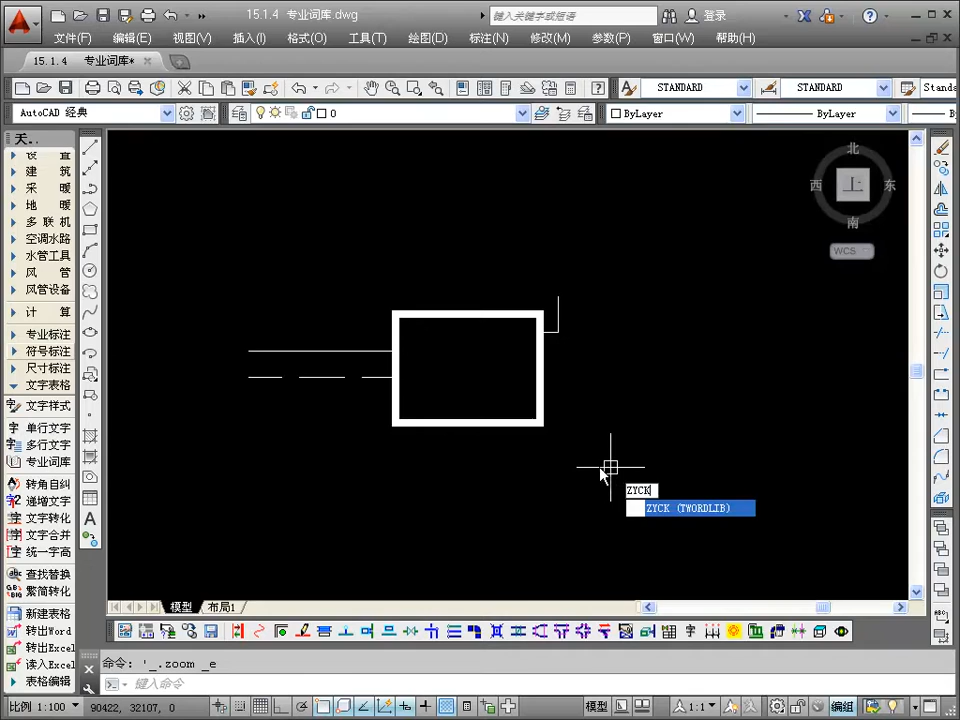 15.1.4 专业词库.dwg
键入关键字或短语
登录
文件(F)
编辑(E)
视图(V)
插入(I)
格式(O)
工具(T)
绘图(D)
标注(N)
修改(M)
参数(P)
窗口(W)
帮助(H)
15.1.4 专业词库*
STANDARD
STANDARD
Standa
AutoCAD 经典
0
ByLayer
ByLayer
By
天..
设 置
建 筑
采 暖
地 暖
多 联 机
空调水路
水管工具
风 管
风管设备
计 算
专业标注
符号标注
尺寸标注
文字表格
文字样式
单行文字
多行文字
专业词库
转角自纠
递增文字
文字转化
文字合并
统一字高
查找替换
繁简转化
新建表格
转出Word
转出Excel
读入Excel
表格编辑
北
西
上
东
南
WCS
ZYCK
ZYCK (TWORDLIB)
模型
布局1
命令: '_.zoom _e
键入命令
比例 1:100
90422, 32107, 0
模型
1:1
编组